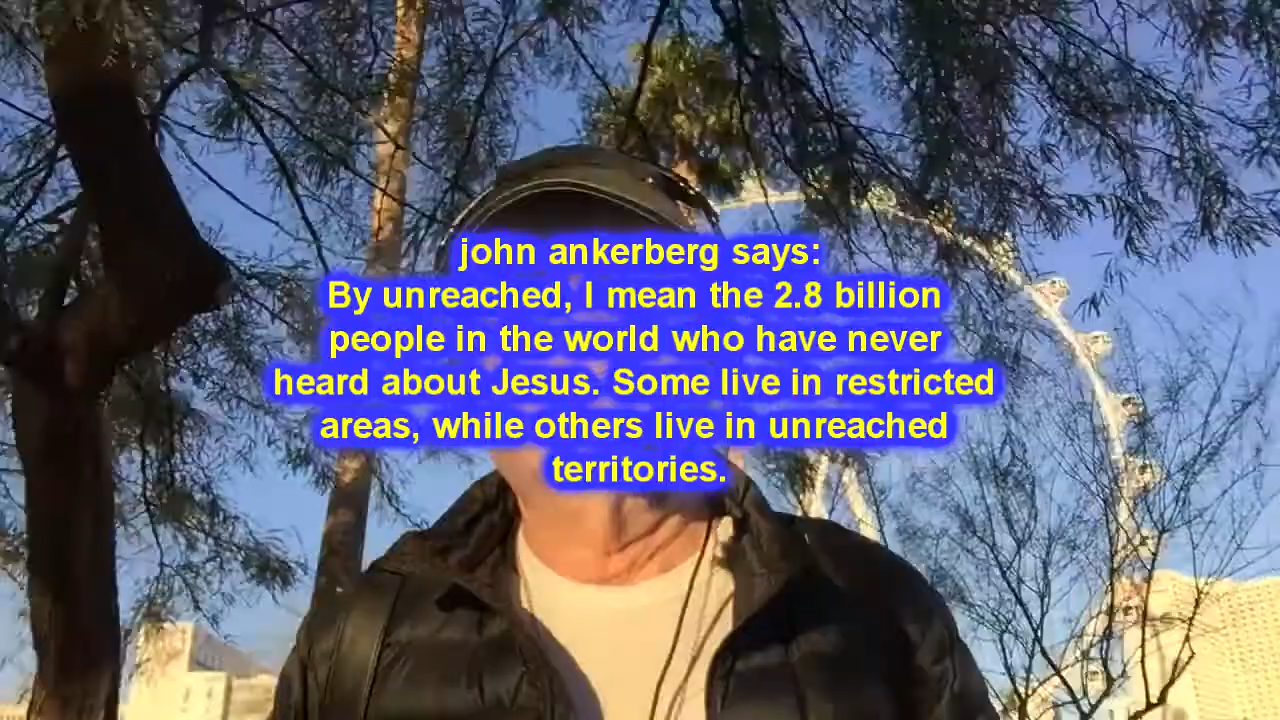 john ankerberg says:
By unreached, I mean the 2.8 billion
people in the world who have never
heard about Jesus. Some live in restricted
areas, while others live in unreached
territories.